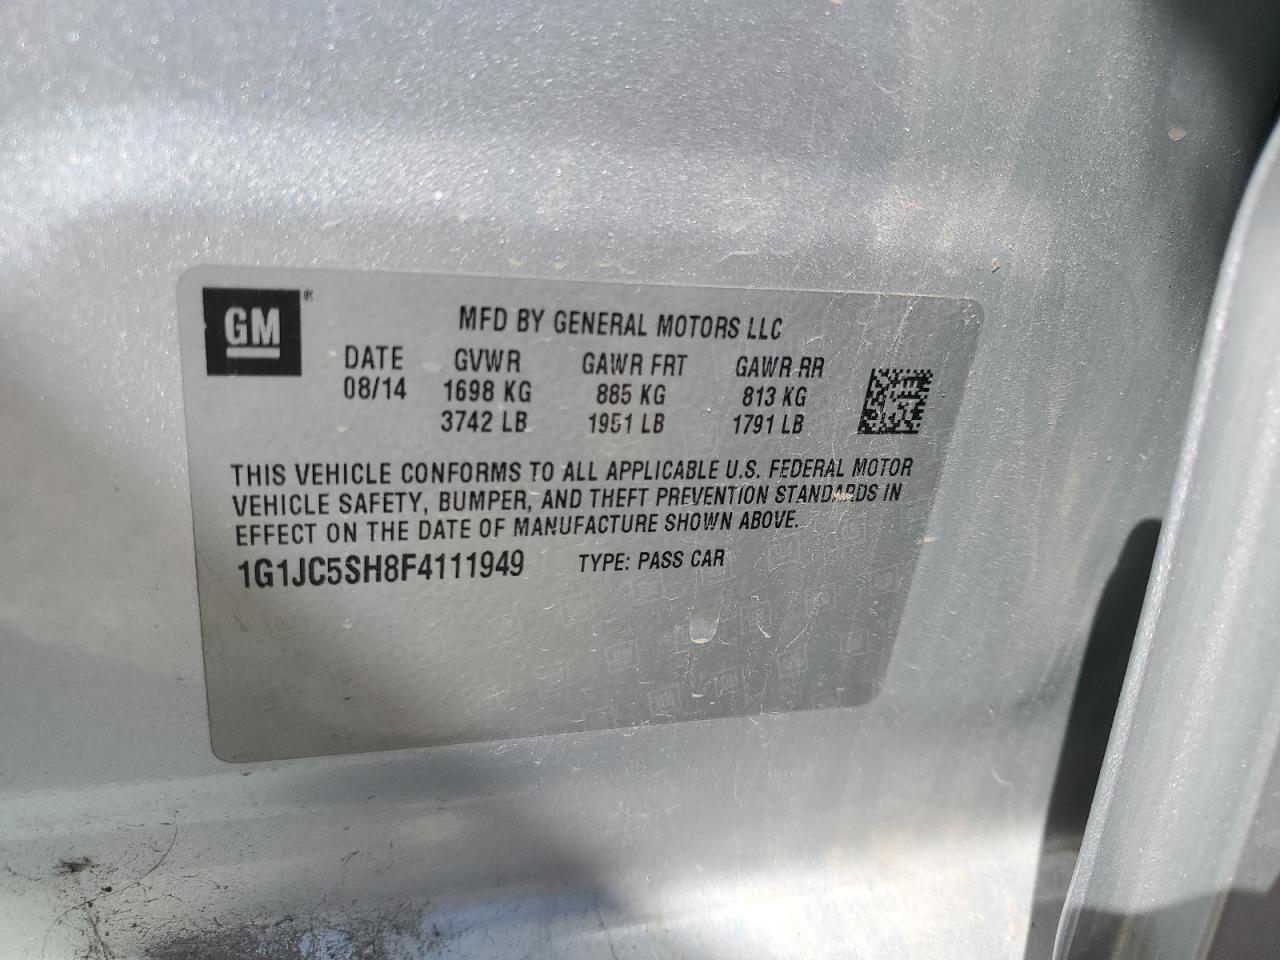 GM®
MFD BY GENERAL MOTORS LLC
DATE GVWR GAWR FRT GAWR RR
08/14 1698 KG 885 KG 813 KG
3742 LB 1951 LB 1791 LB
THIS VEHICLE CONFORMS TO ALL APPLICABLE U.S. FEDERAL MOTOR
VEHICLE SAFETY, BUMPER, AND THEFT PREVENTION STANDARDS IN
EFFECT ON THE DATE OF MANUFACTURE SHOWN ABOVE.
1G1JC5SH8F4111949 TYPE: PASS CAR